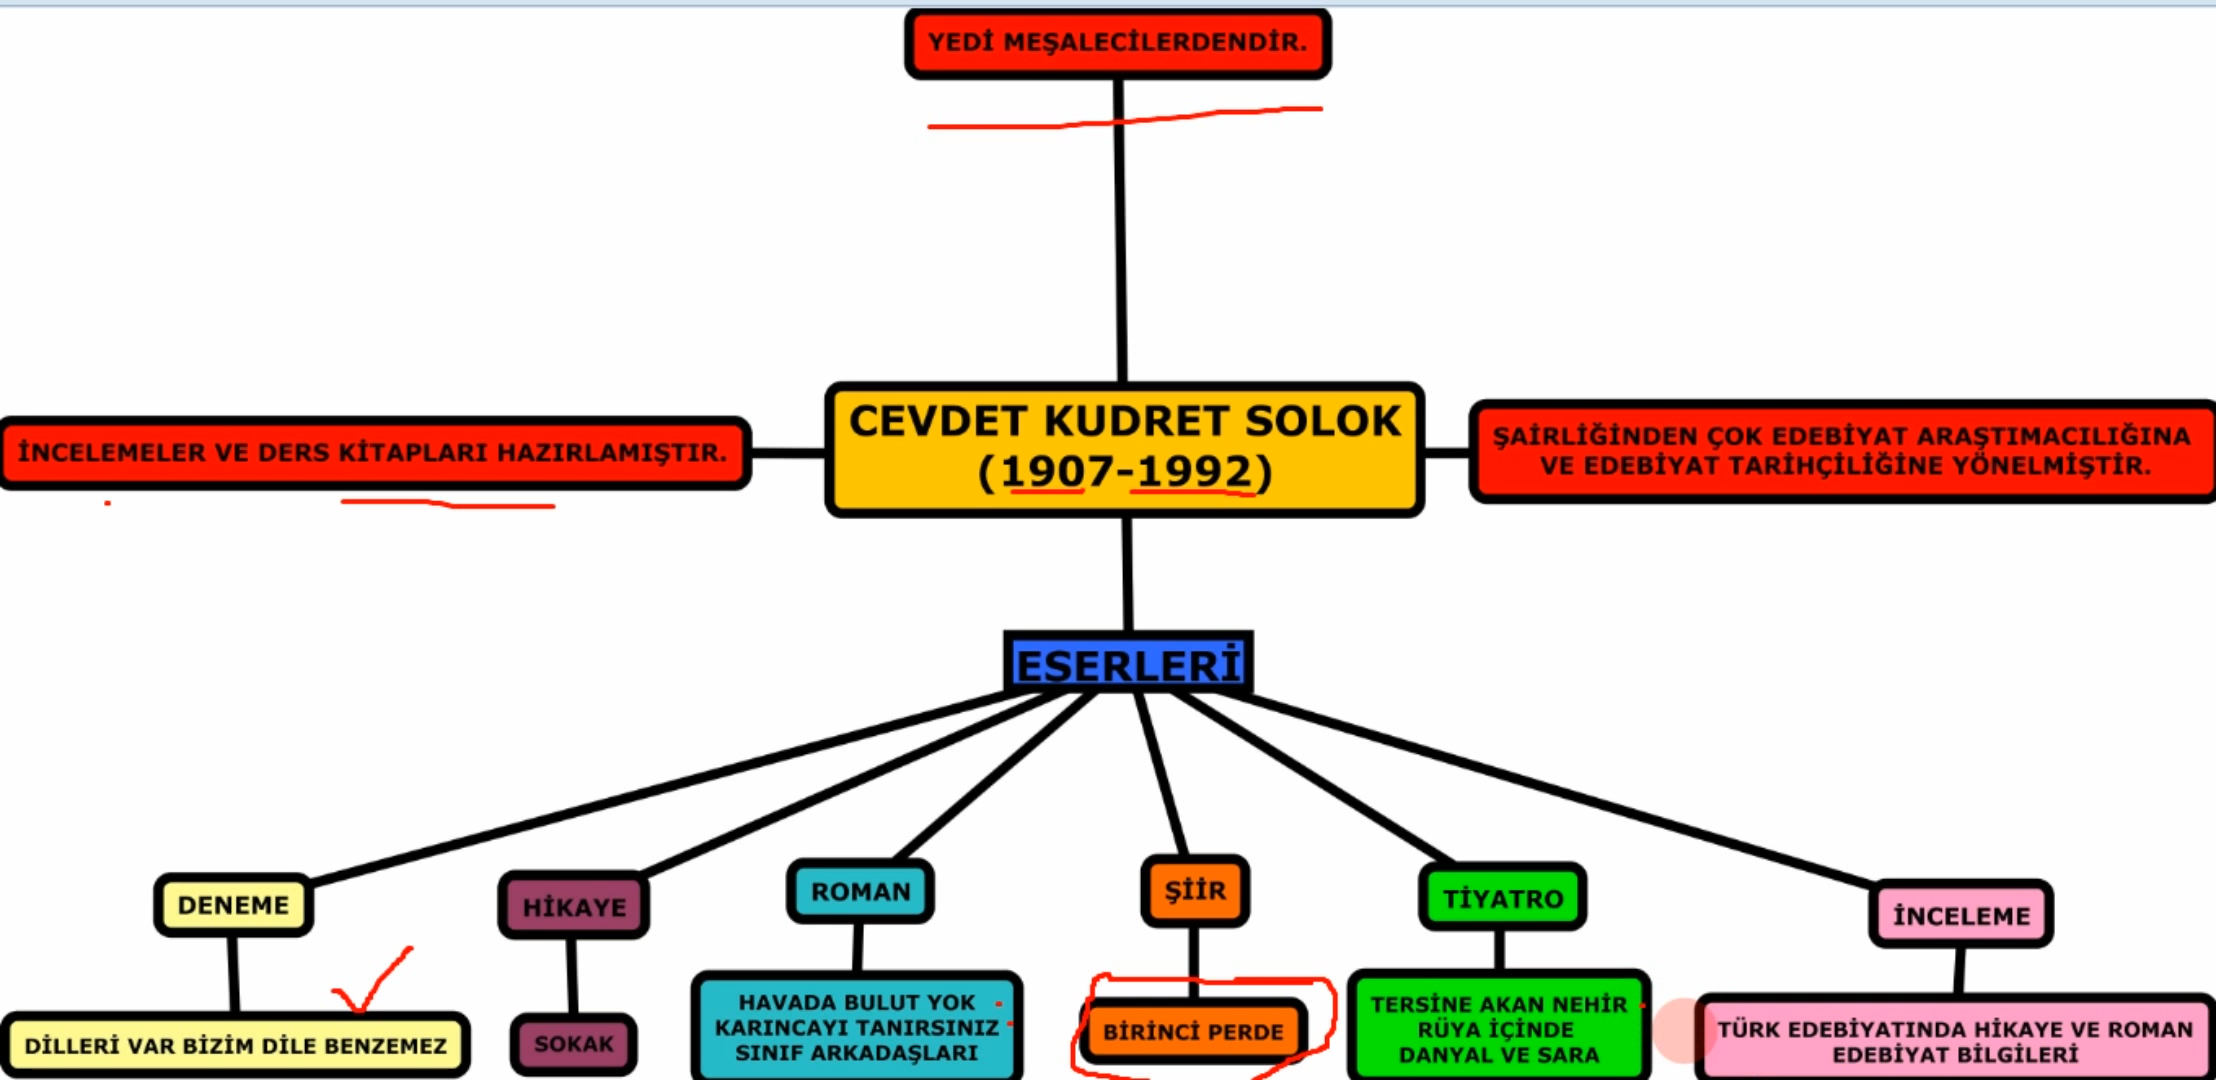 YEDİ MEŞALECİLERDENDİR.
İNCELEMELER VE DERS KİTAPLARI HAZIRLAMIŞTIR.
CEVDET KUDRET SOLOK
(1907-1992)
ŞAİRLİĞİNDEN ÇOK EDEBİYAT ARAŞTIMACILIĞINA
VE EDEBİYAT TARİHÇİLİĞİNE YÖNELMİŞTİR.
ESERLERİ
DENEME
DİLLERİ VAR BİZİM DİLE BENZEMEZ
HİKAYE
SOKAK
ROMAN
HAVADA BULUT YOK
KARINCAYI TANIRSINIZ
SINIF ARKADAŞLARI
ŞİİR
BİRİNCİ PERDE
TİYATRO
TERSİNE AKAN NEHİR
RÜYA İÇİNDE
DANYAL VE SARA
İNCELEME
TÜRK EDEBİYATINDA HİKAYE VE ROMAN
EDEBİYAT BİLGİLERİ